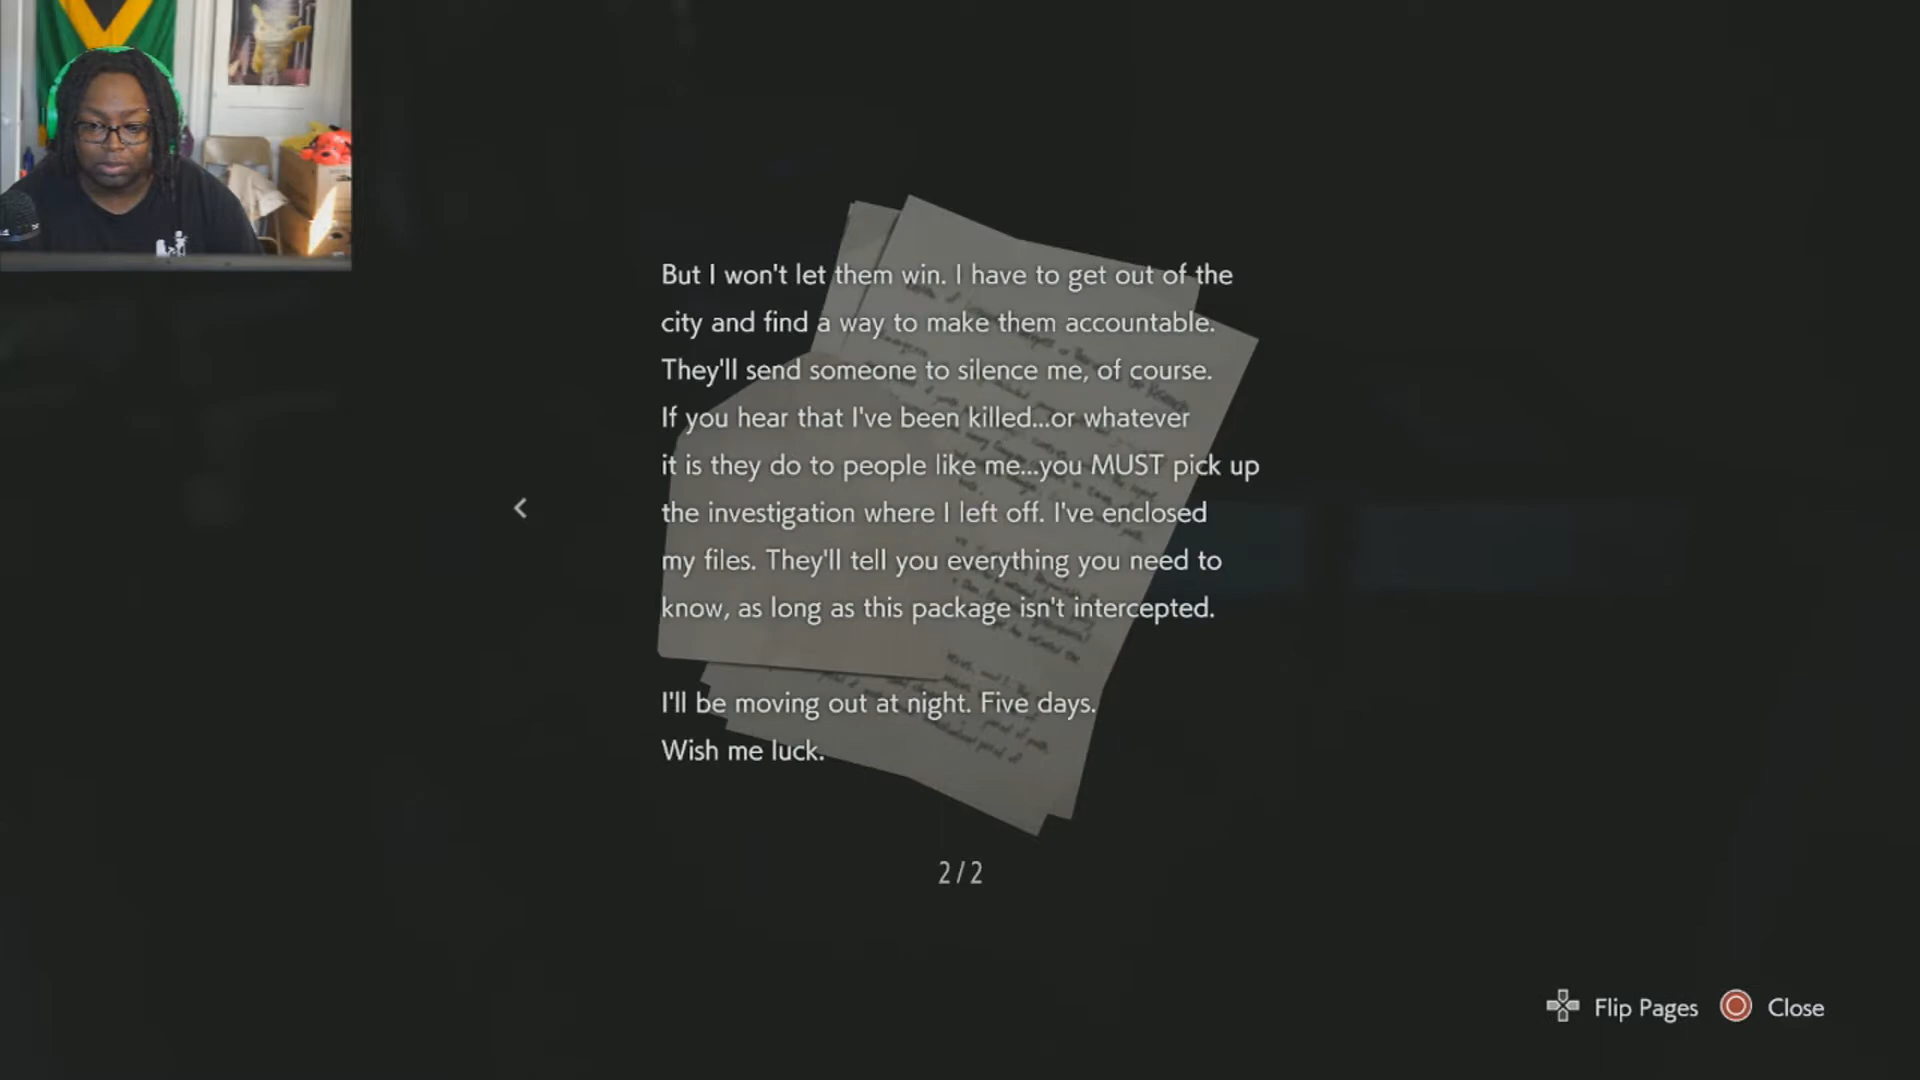 But I won't let them win. I have to get out of the
city and find a way to make them accountable.
They'll send someone to silence me, of course.
If you hear that I've been killed...or whatever
it is they do to people like me...you MUST pick up
the investigation where I left off. I've enclosed
my files. They'll tell you everything you need to
know, as long as this package isn't intercepted.
I'll be moving out at night. Five days.
Wish me luck.
2 / 2
Flip Pages
Close